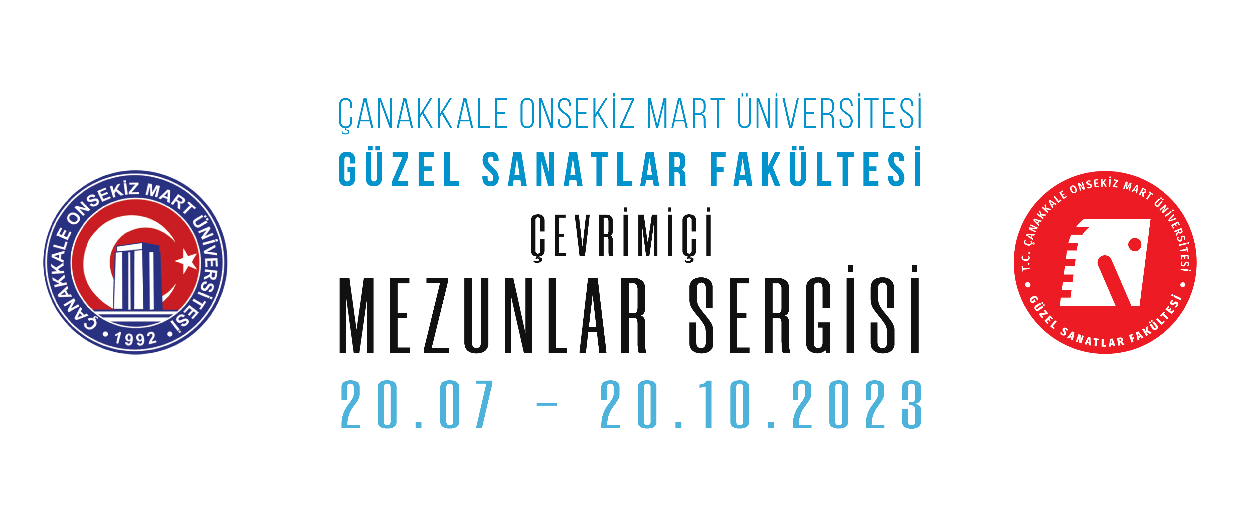 ÇANAKKALE ONSEKİZ MART ÜNİVERSİTESİ
GÜZEL SANATLAR FAKÜLTESİ
ÇEVRİMİÇİ
MEZUNLAR SERGİSİ
20.07 - 20.10.2023
ÇANAKKALE ONSEKİZ MART ÜNİVERSİTESİ
• 1992 •
T.C. ÇANAKKALE ONSEKİZ MART ÜNİVERSİTESİ
• GÜZEL SANATLAR FAKÜLTESİ •